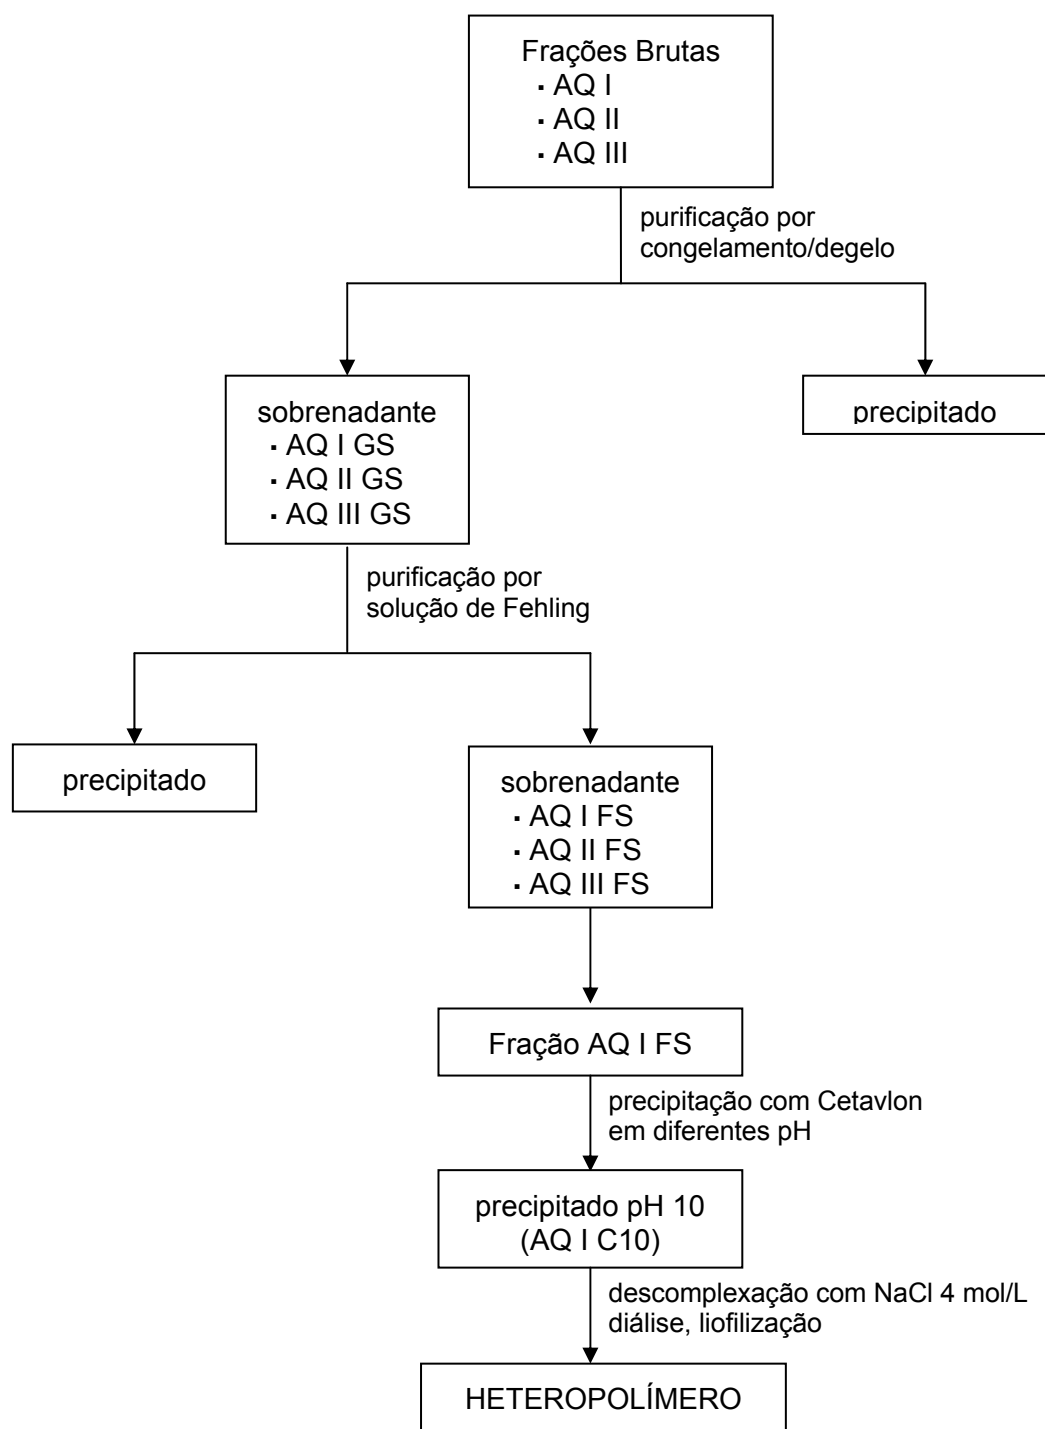 Frações Brutas
▪ AQ I
▪ AQ II
▪ AQ III
purificação por
congelamento/degelo
sobrenadante
▪ AQ I GS
▪ AQ II GS
▪ AQ III GS
precipitado
purificação por
solução de Fehling
precipitado
sobrenadante
▪ AQ I FS
▪ AQ II FS
▪ AQ III FS
Fração AQ I FS
precipitação com Cetavlon
em diferentes pH
precipitado pH 10
(AQ I C10)
descomplexação com NaCl 4 mol/L
diálise, liofilização
HETEROPOLÍMERO